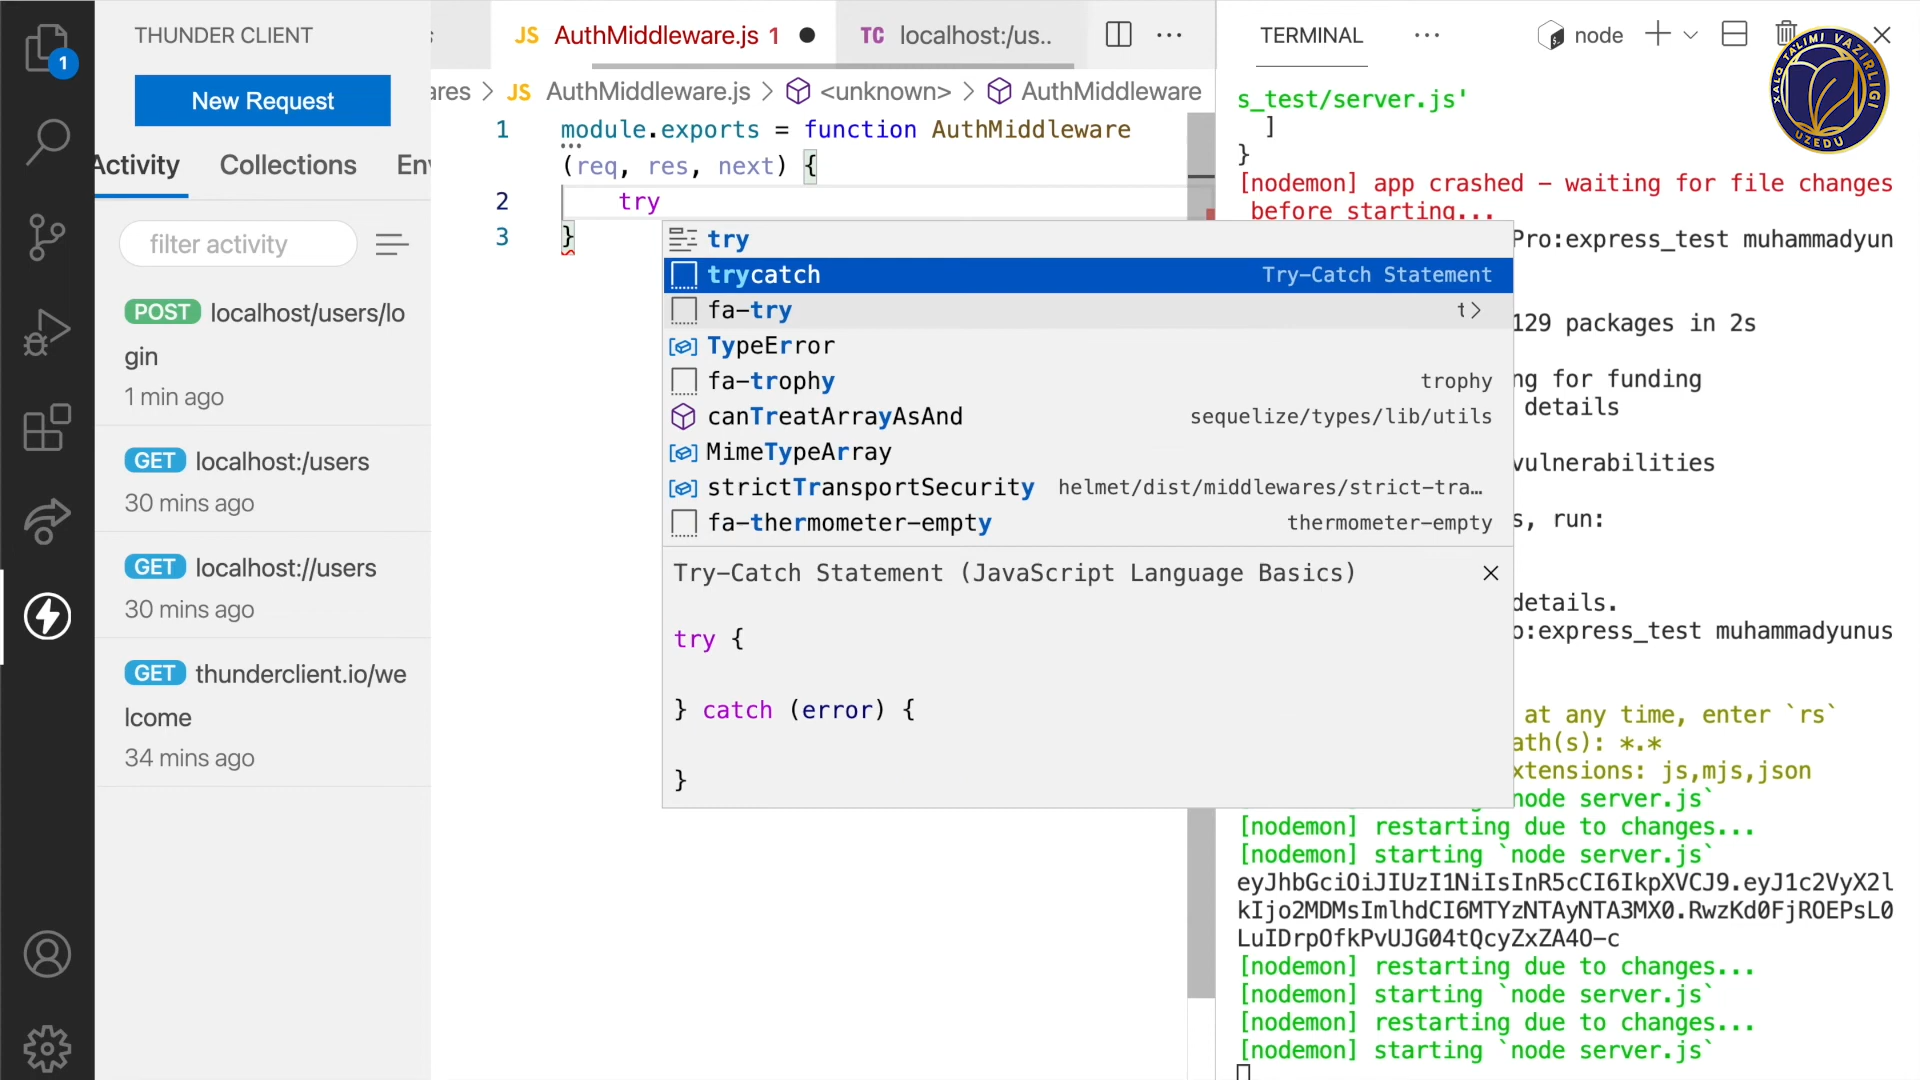 1
THUNDER CLIENT
New Request
Activity Collections Env
filter activity
POST localhost/users/lo
gin
1 min ago
GET localhost:/users
30 mins ago
GET localhost://users
30 mins ago
GET thunderclient.io/we
lcome
34 mins ago
JS AuthMiddleware.js 1
TC localhost:/us..
ares > JS AuthMiddleware.js > <unknown> > AuthMiddleware
1 module.exports = function AuthMiddleware
(req, res, next) {
2 try
3 }
try
trycatch Try-Catch Statement
fa-try t>
TypeError
fa-trophy trophy
canTreatArrayAsAnd sequelize/types/lib/utils
MimeTypeArray
strictTransportSecurity helmet/dist/middlewares/strict-tra…
fa-thermometer-empty thermometer-empty
Try-Catch Statement (JavaScript Language Basics)
try {
} catch (error) {
}
TERMINAL
node
XALQ TA'LIMI VAZIRLIGI
UZEDU
s_test/server.js'
]
}
[nodemon] app crashed - waiting for file changes
before starting...
Pro:express_test muhammadyun
129 packages in 2s
ng for funding
details
vulnerabilities
s, run:
details.
o:express_test muhammadyunus
at any time, enter `rs`
ath(s): *.*
xtensions: js,mjs,json
node server.js`
[nodemon] restarting due to changes...
[nodemon] starting `node server.js`
eyJhbGciOiJIUzI1NiIsInR5cCI6IkpXVCJ9.eyJ1c2VyX2l
kIjo2MDMsImlhdCI6MTYzNTAyNTA3MX0.RwzKd0FjROEPsL0
LuIDrpOfkPvUJG04tQcyZxZA4O-c
[nodemon] restarting due to changes...
[nodemon] starting `node server.js`
[nodemon] restarting due to changes...
[nodemon] starting `node server.js`